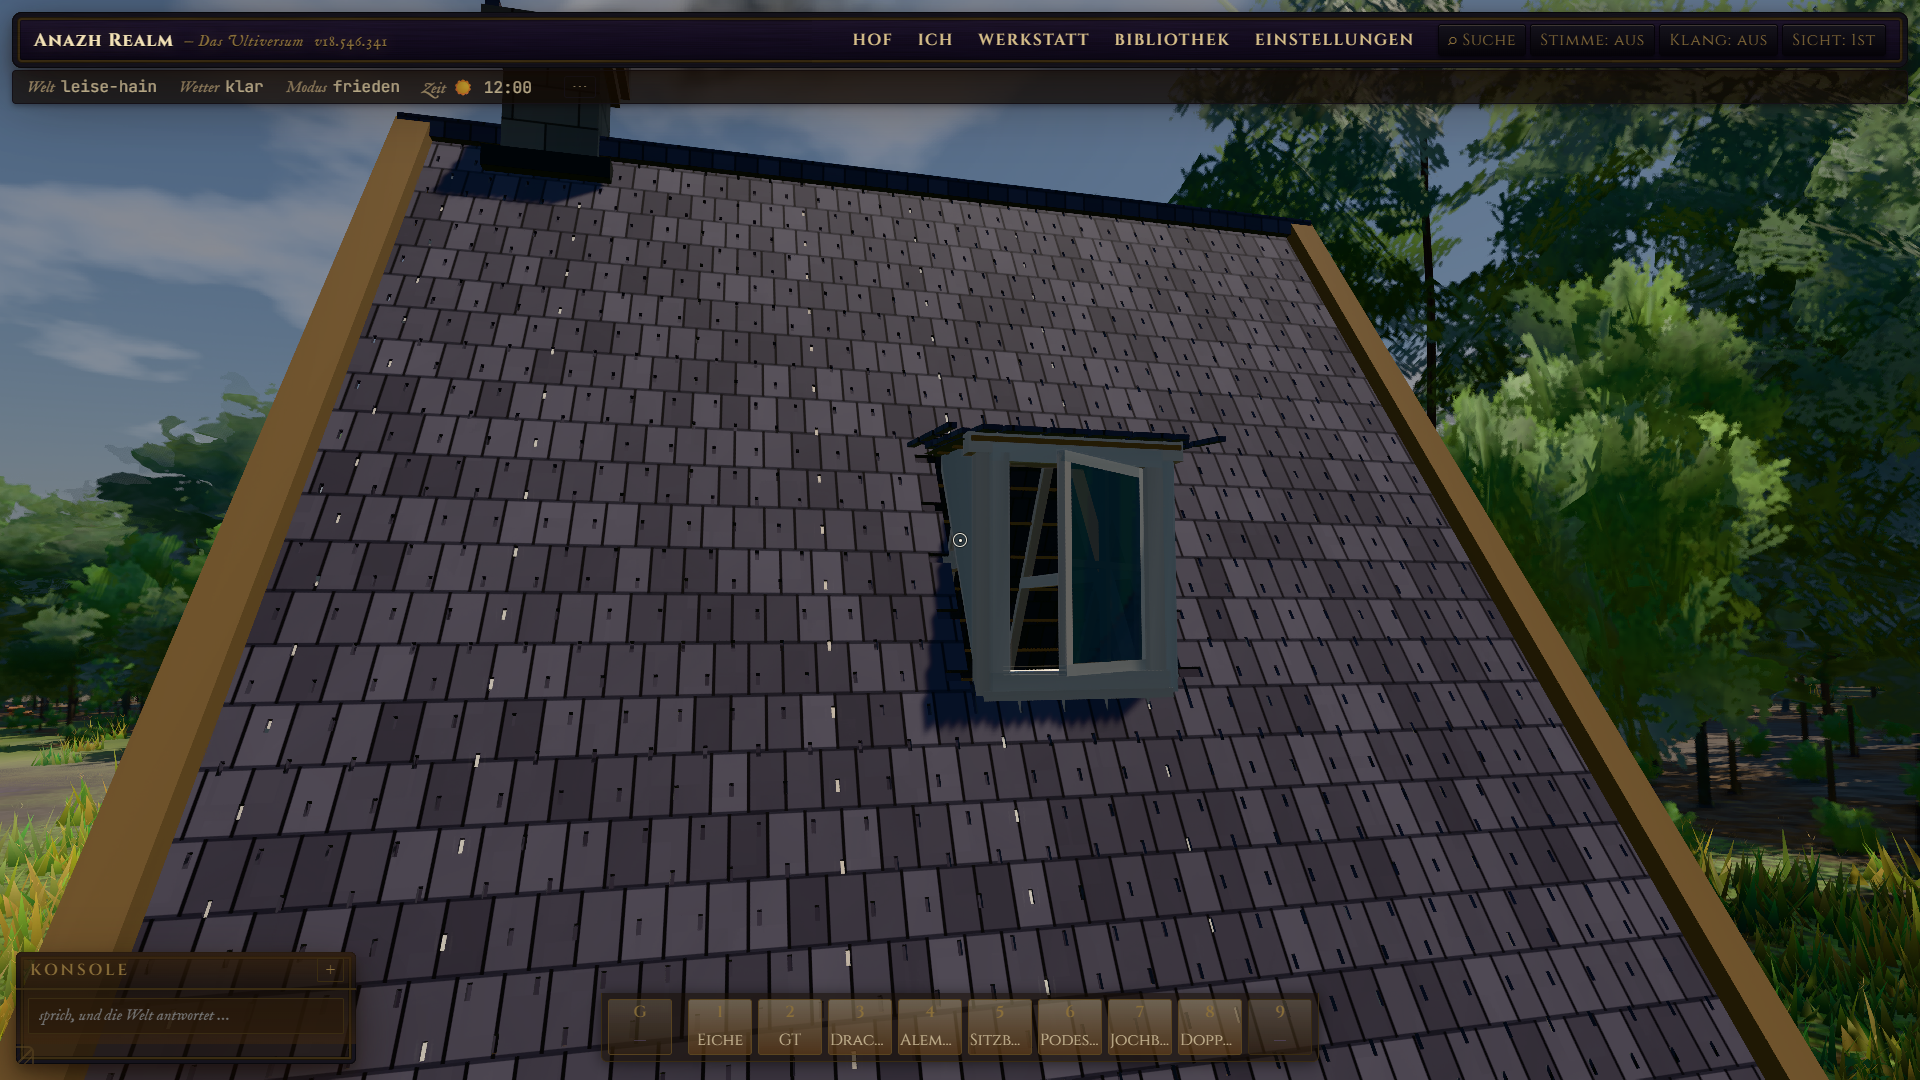 ANAZH REALM – Das Ultiversum v18.546.341 HOF ICH WERKSTATT BIBLIOTHEK EINSTELLUNGEN SUCHE STIMME: AUS KLANG: AUS SICHT: IST
Welt leise-hain Wetter klar Modus frieden Zeit 12:00 ...
KONSOLE +
sprich, und die Welt antwortet ...
G 1 2 3 4 5 6 7 8 9
— EICHE GT DRAC... ALEM... SITZB... PODES... JOCHB... DOPP... —